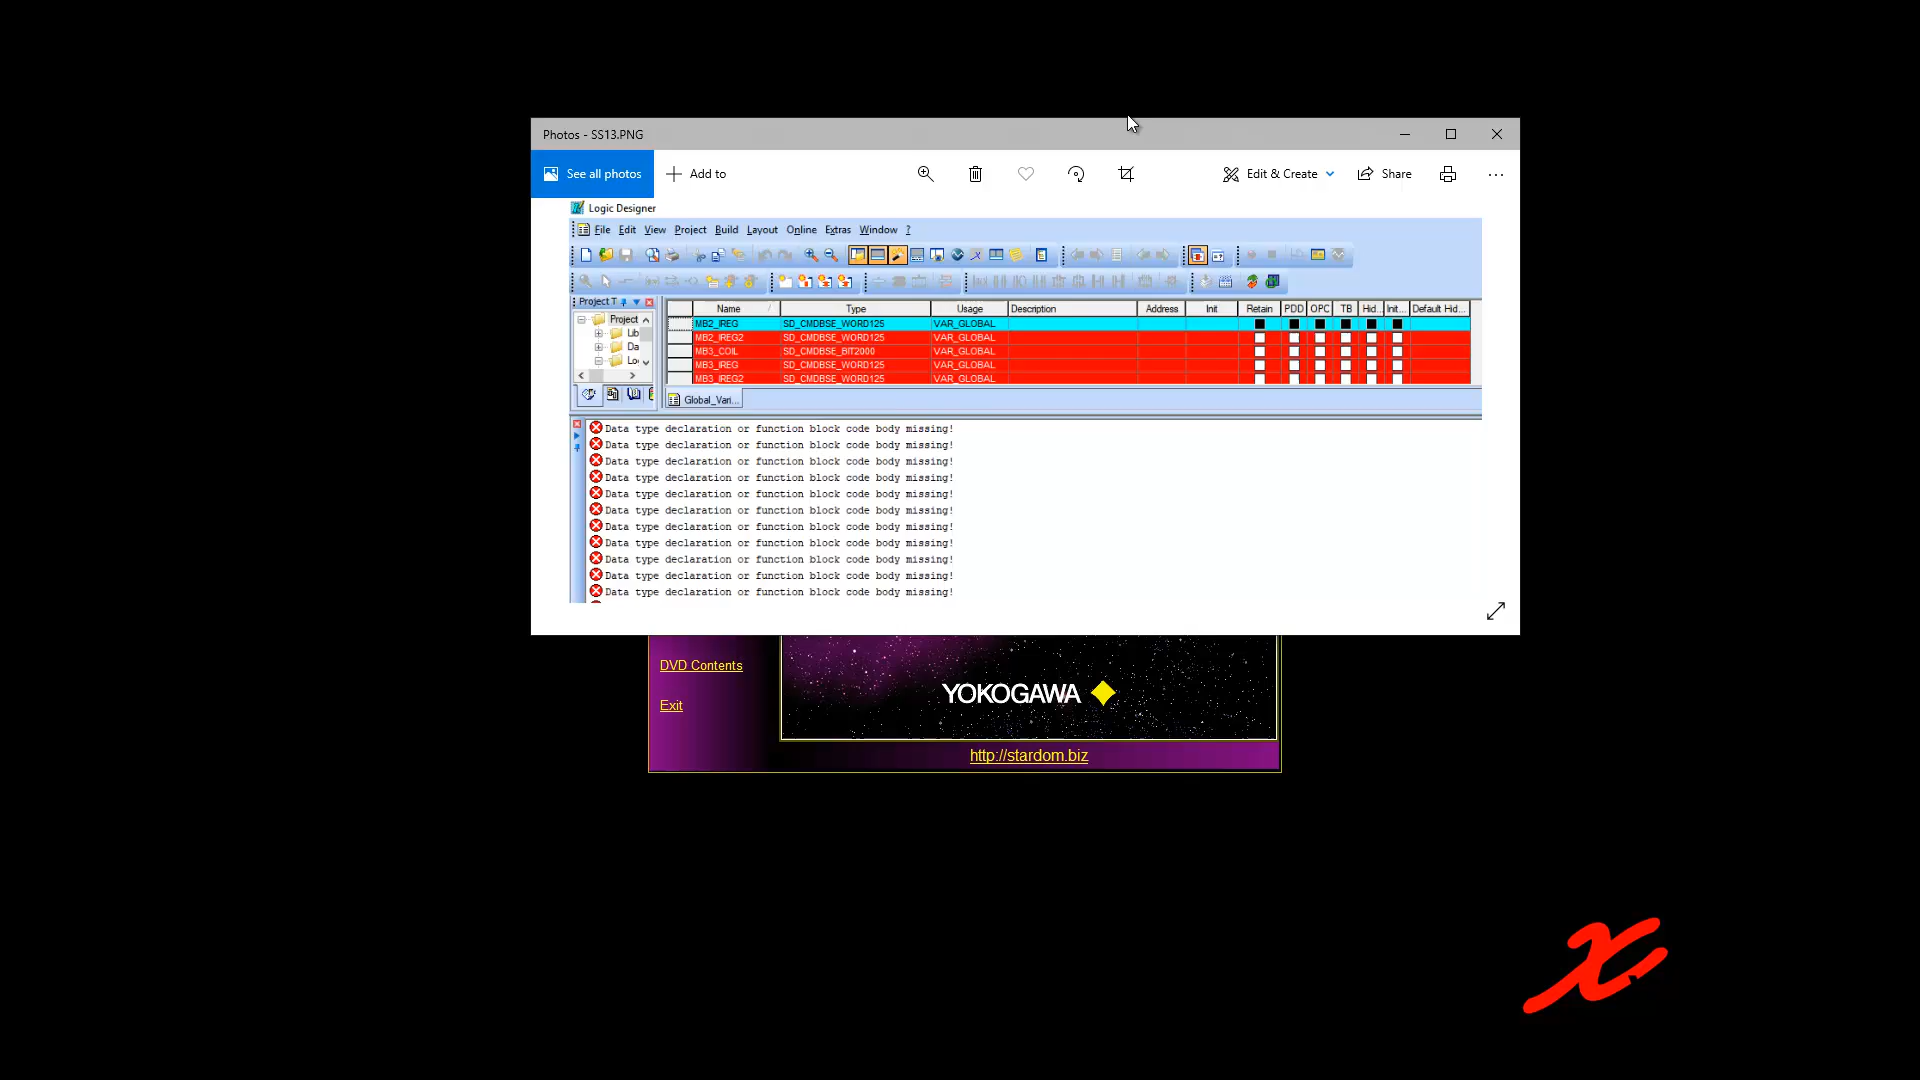 Photos - SS13.PNG
See all photos
Add to
Edit & Create
Share
Logic Designer
File Edit View Project Build Layout Online Extras Window ?
Project T
Project
Lib
Da
Lo
Name Type Usage Description Address Init Retain PDD OPC TB Hid... Init... Default Hid...
MB2_IREG SD_CMDBSE_WORD125 VAR_GLOBAL
MB2_IREG2 SD_CMDBSE_WORD125 VAR_GLOBAL
MB3_COIL SD_CMDBSE_BIT2000 VAR_GLOBAL
MB3_IREG SD_CMDBSE_WORD125 VAR_GLOBAL
MB3_IREG2 SD_CMDBSE_WORD125 VAR_GLOBAL
Global_Vari...
Data type declaration or function block code body missing!
Data type declaration or function block code body missing!
Data type declaration or function block code body missing!
Data type declaration or function block code body missing!
Data type declaration or function block code body missing!
Data type declaration or function block code body missing!
Data type declaration or function block code body missing!
Data type declaration or function block code body missing!
Data type declaration or function block code body missing!
Data type declaration or function block code body missing!
Data type declaration or function block code body missing!
DVD Contents
Exit
YOKOGAWA
http://stardom.biz